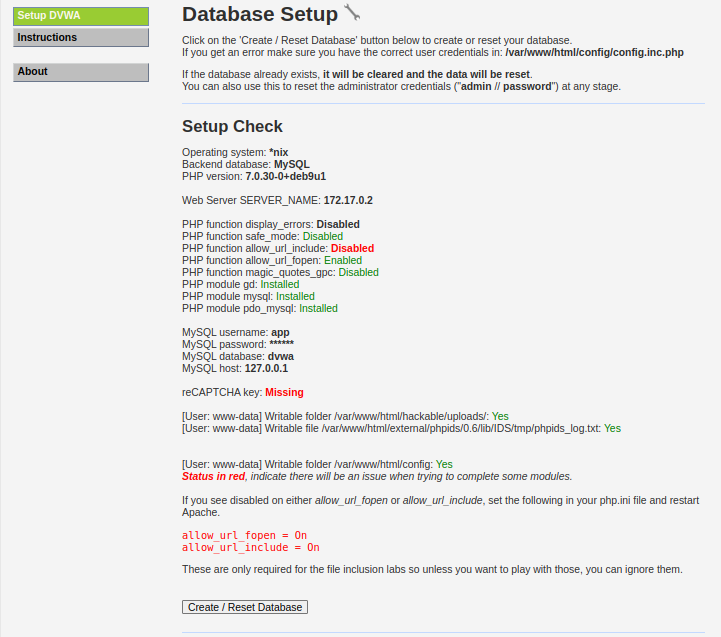 Setup DVWA
Instructions
About
Database Setup
Click on the 'Create / Reset Database' button below to create or reset your database.
If you get an error make sure you have the correct user credentials in: /var/www/html/config/config.inc.php
If the database already exists, it will be cleared and the data will be reset.
You can also use this to reset the administrator credentials ("admin // password") at any stage.
Setup Check
Operating system: *nix
Backend database: MySQL
PHP version: 7.0.30-0+deb9u1
Web Server SERVER_NAME: 172.17.0.2
PHP function display_errors: Disabled
PHP function safe_mode: Disabled
PHP function allow_url_include: Disabled
PHP function allow_url_fopen: Enabled
PHP function magic_quotes_gpc: Disabled
PHP module gd: Installed
PHP module mysql: Installed
PHP module pdo_mysql: Installed
MySQL username: app
MySQL password: ******
MySQL database: dvwa
MySQL host: 127.0.0.1
reCAPTCHA key: Missing
[User: www-data] Writable folder /var/www/html/hackable/uploads/: Yes
[User: www-data] Writable file /var/www/html/external/phpids/0.6/lib/IDS/tmp/phpids_log.txt: Yes
[User: www-data] Writable folder /var/www/html/config: Yes
Status in red, indicate there will be an issue when trying to complete some modules.
If you see disabled on either allow_url_fopen or allow_url_include, set the following in your php.ini file and restart
Apache.
allow_url_fopen = On
allow_url_include = On
These are only required for the file inclusion labs so unless you want to play with those, you can ignore them.
Create / Reset Database